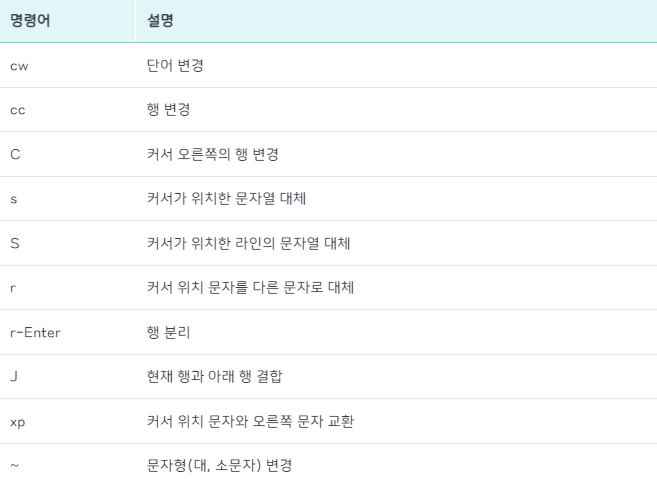 명령어 설명
cw 단어 변경
cc 행 변경
C 커서 오른쪽의 행 변경
s 커서가 위치한 문자열 대체
S 커서가 위치한 라인의 문자열 대체
r 커서 위치 문자를 다른 문자로 대체
r-Enter 행 분리
J 현재 행과 아래 행 결합
xp 커서 위치 문자와 오른쪽 문자 교환
~ 문자형(대, 소문자) 변경